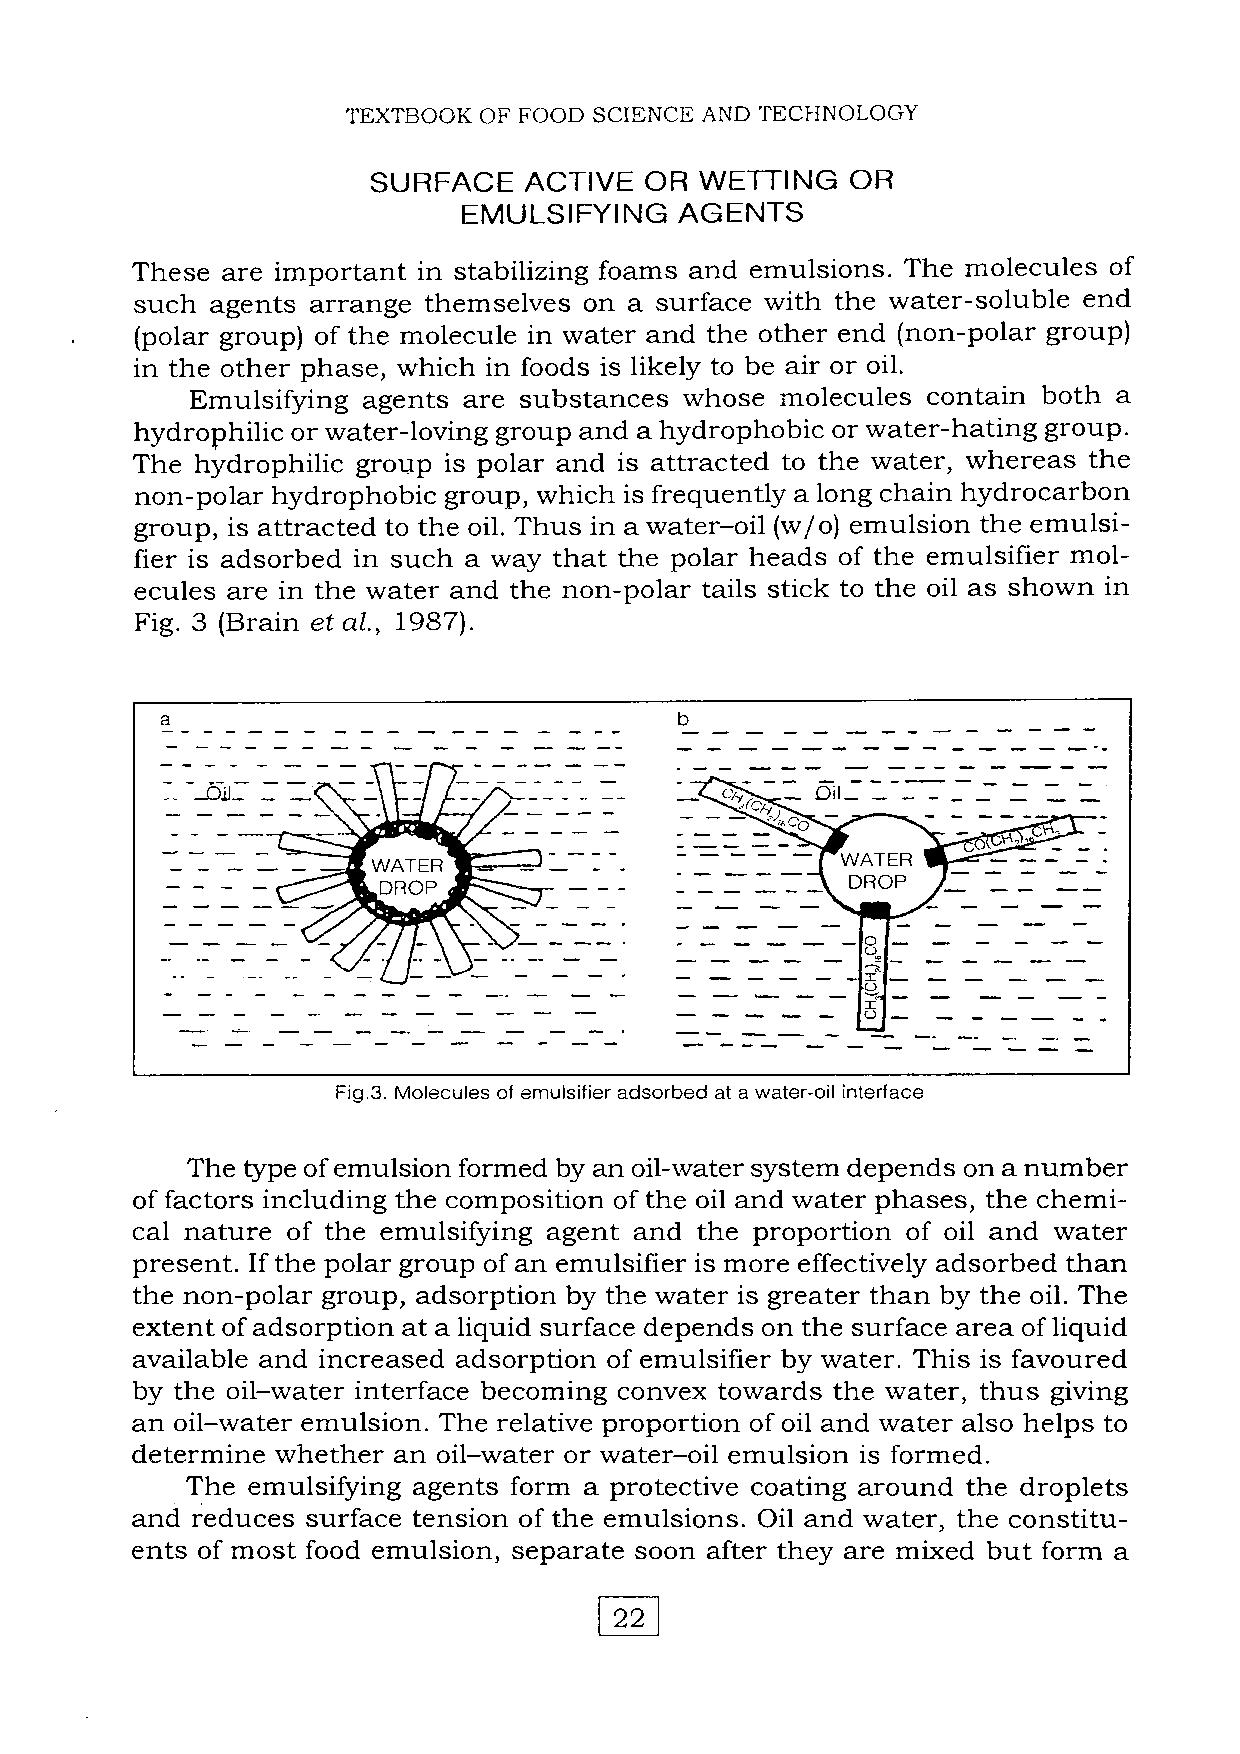 TEXTBOOK OF FOOD SCIENCE AND TECHNOLOGY
SURFACE ACTIVE OR WETTING OR
EMULSIFYING AGENTS
These are important in stabilizing foams and emulsions. The molecules of
such agents arrange themselves on a surface with the water-soluble end
(polar group) of the molecule in water and the other end (non-polar group)
in the other phase, which in foods is likely to be air or oil.
Emulsifying agents are substances whose molecules contain both a
hydrophilic or water-loving group and a hydrophobic or water-hating group.
The hydrophilic group is polar and is attracted to the water, whereas the
non-polar hydrophobic group, which is frequently a long chain hydrocarbon
group, is attracted to the oil. Thus in a water–oil (w/o) emulsion the emulsi-
fier is adsorbed in such a way that the polar heads of the emulsifier mol-
ecules are in the water and the non-polar tails stick to the oil as shown in
Fig. 3 (Brain et al., 1987).
a
Oil
WATER
DROP
b
Oil
CH3(CH2)16CO
WATER
DROP
CO(CH2)16CH3
CH3(CH2)16CO
Fig.3. Molecules of emulsifier adsorbed at a water-oil interface
The type of emulsion formed by an oil-water system depends on a number
of factors including the composition of the oil and water phases, the chemi-
cal nature of the emulsifying agent and the proportion of oil and water
present. If the polar group of an emulsifier is more effectively adsorbed than
the non-polar group, adsorption by the water is greater than by the oil. The
extent of adsorption at a liquid surface depends on the surface area of liquid
available and increased adsorption of emulsifier by water. This is favoured
by the oil–water interface becoming convex towards the water, thus giving
an oil–water emulsion. The relative proportion of oil and water also helps to
determine whether an oil–water or water–oil emulsion is formed.
The emulsifying agents form a protective coating around the droplets
and reduces surface tension of the emulsions. Oil and water, the constitu-
ents of most food emulsion, separate soon after they are mixed but form a
22